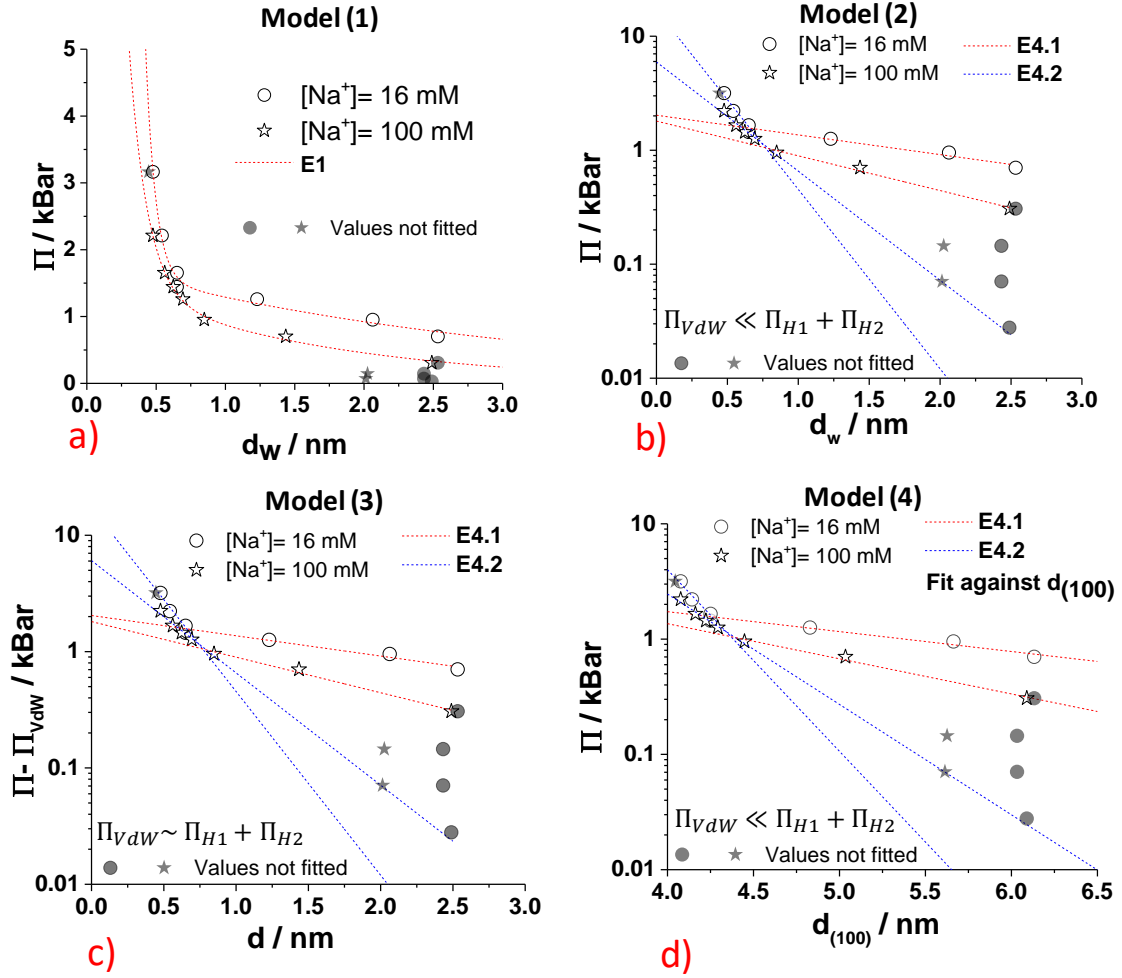 Model (1)
5
4
3
2
1
0
Π / kBar
[Na⁺]= 16 mM
[Na⁺]= 100 mM
E1
Values not fitted
0.0 0.5 1.0 1.5 2.0 2.5 3.0
dW / nm
a)
Model (2)
[Na⁺]= 16 mM
[Na⁺]= 100 mM
E4.1
E4.2
10
1
0.1
0.01
Π / kBar
Π_VdW ≪ Π_H1 + Π_H2
Values not fitted
0.0 0.5 1.0 1.5 2.0 2.5 3.0
d_w / nm
b)
Model (3)
[Na⁺]= 16 mM
[Na⁺]= 100 mM
E4.1
E4.2
10
1
0.1
0.01
Π- Π_VdW / kBar
Π_VdW ~ Π_H1 + Π_H2
Values not fitted
0.0 0.5 1.0 1.5 2.0 2.5 3.0
d / nm
c)
Model (4)
[Na⁺]= 16 mM
[Na⁺]= 100 mM
E4.1
E4.2
Fit against d(100)
10
1
0.1
0.01
Π / kBar
Π_VdW ≪ Π_H1 + Π_H2
Values not fitted
4.0 4.5 5.0 5.5 6.0 6.5
d(100) / nm
d)